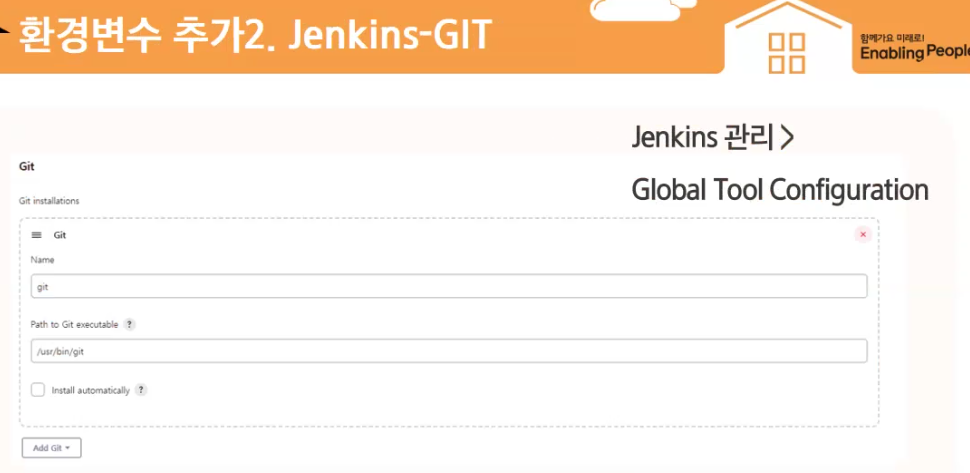 환경변수 추가2. Jenkins-GIT
함께가요 미래로!
Enabling People
Jenkins 관리 >
Global Tool Configuration
Git
Git installations
Git
Name
git
Path to Git executable ?
/usr/bin/git
Install automatically ?
Add Git